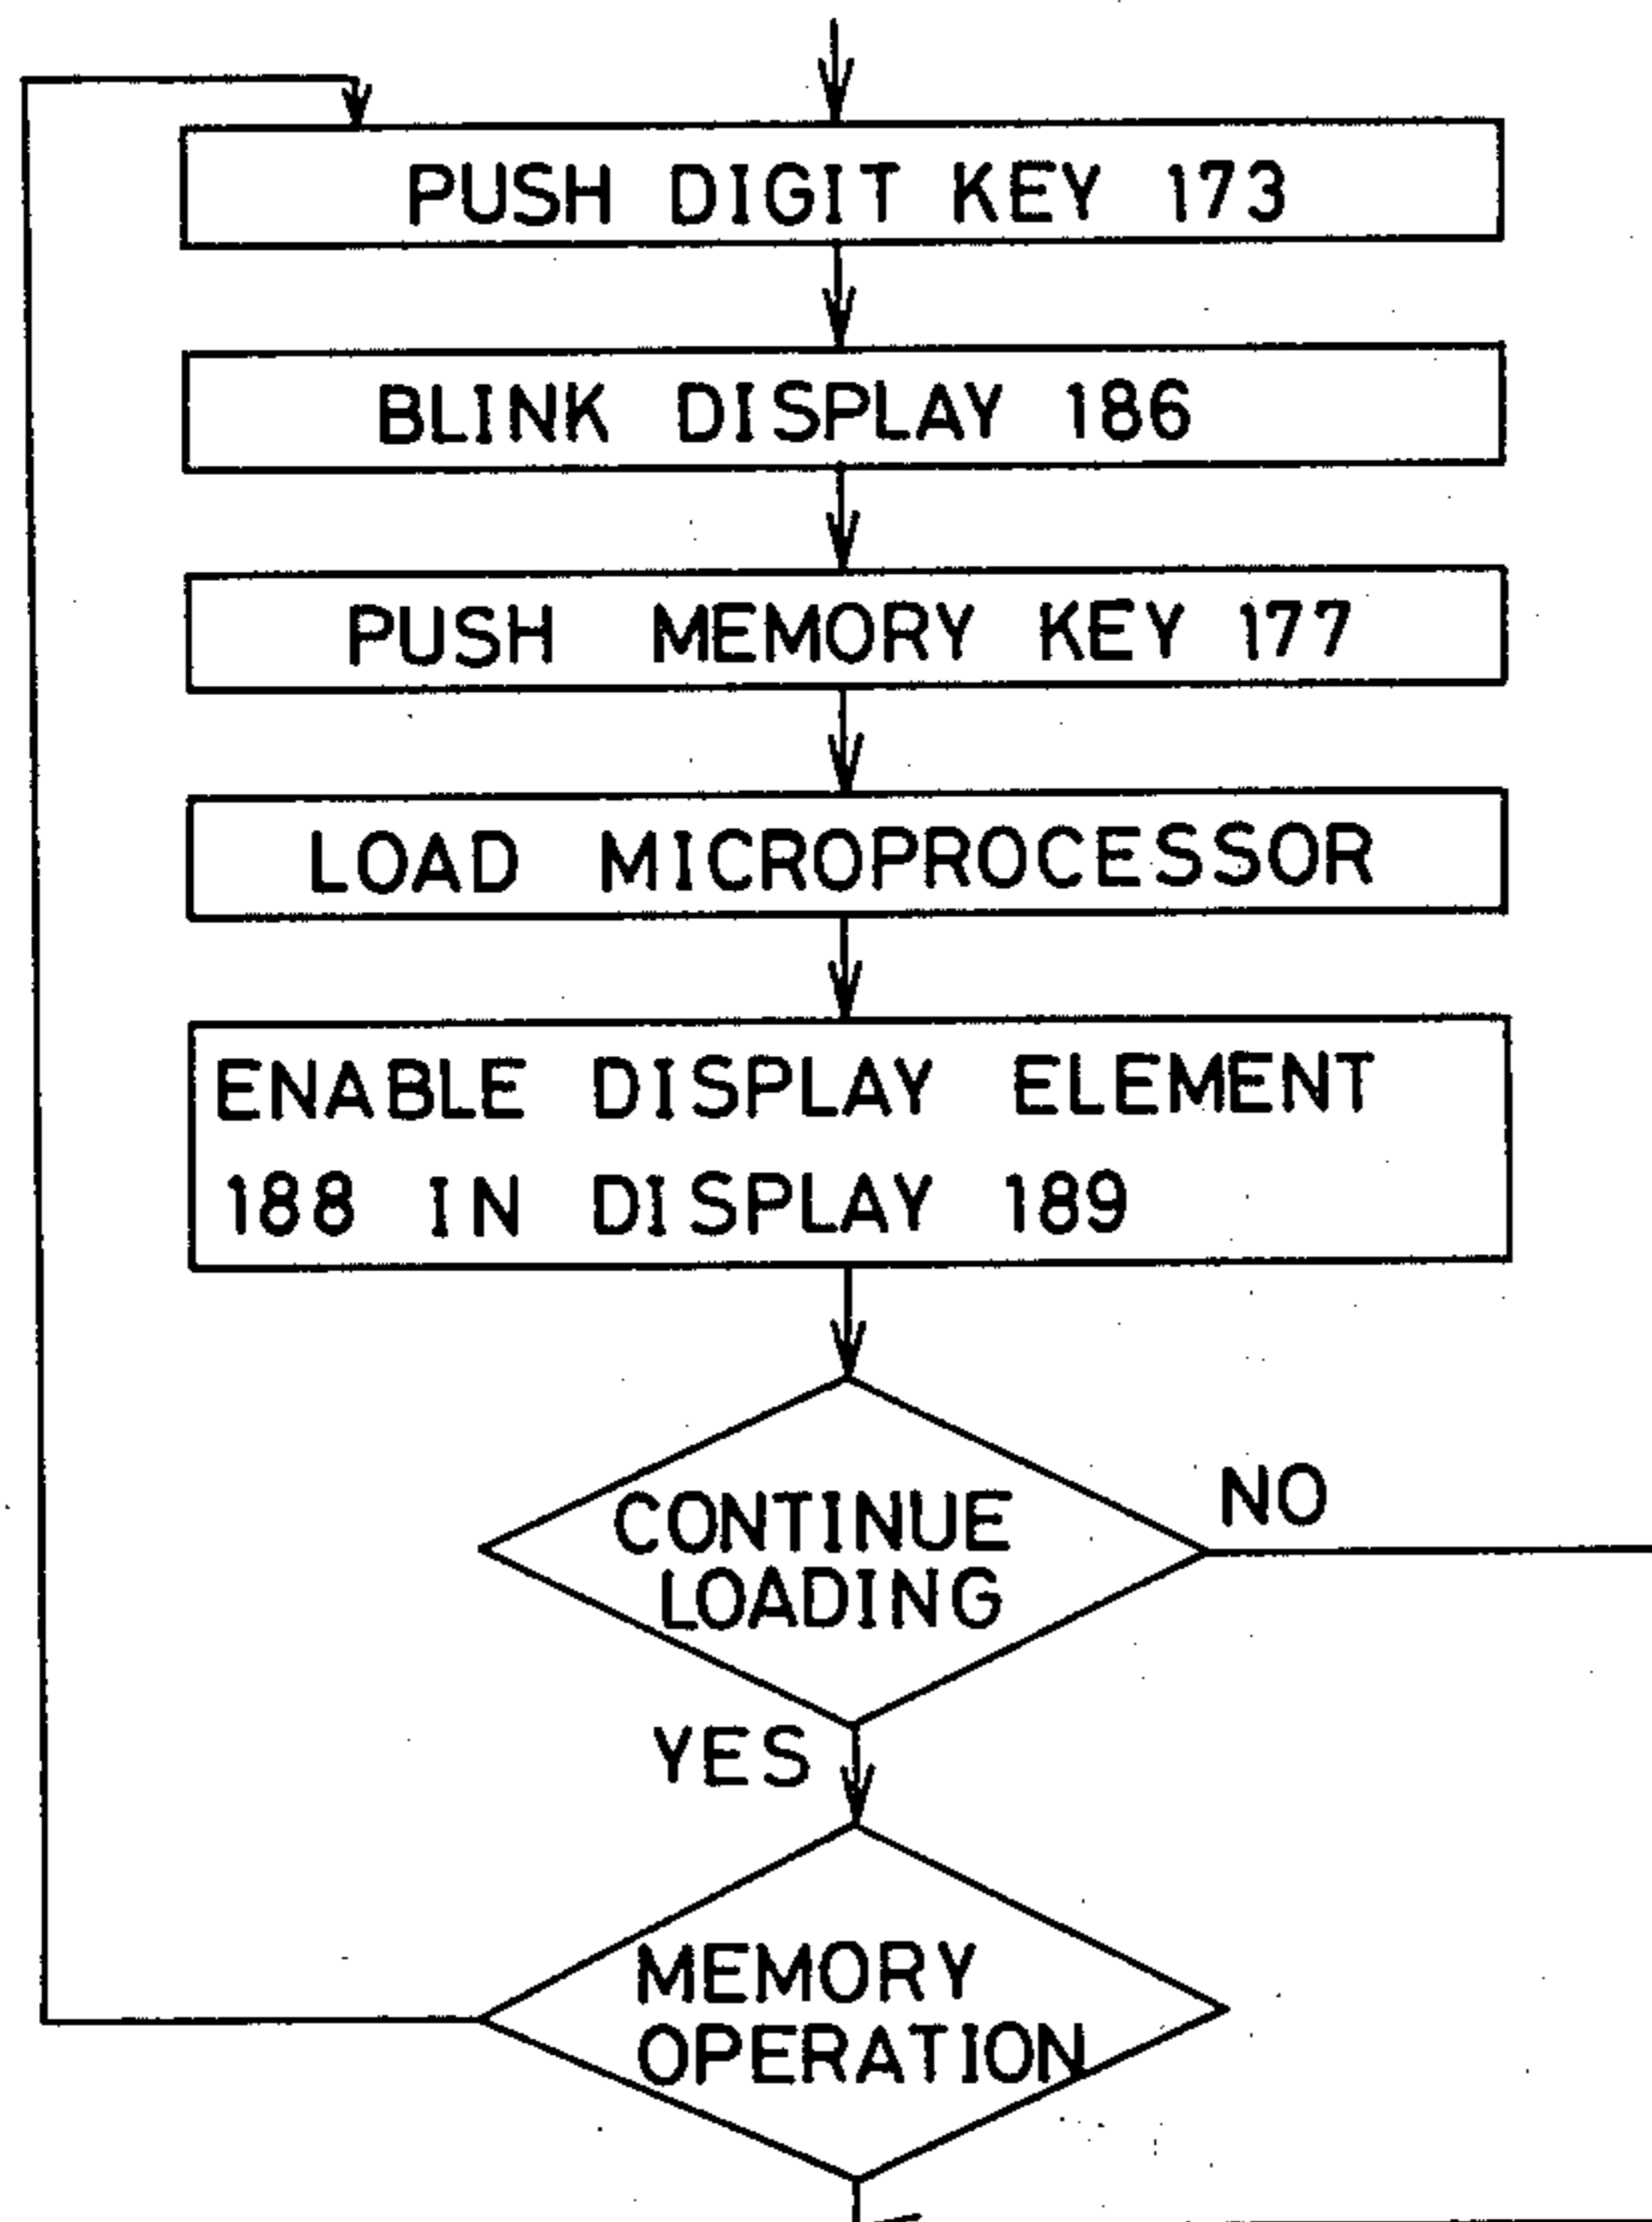 PUSH DIGIT KEY 173
BLINK DISPLAY 186
PUSH MEMORY KEY 177
LOAD MICROPROCESSOR
ENABLE DISPLAY ELEMENT
188 IN DISPLAY 189
CONTINUE
LOADING
NO
YES
MEMORY
OPERATION